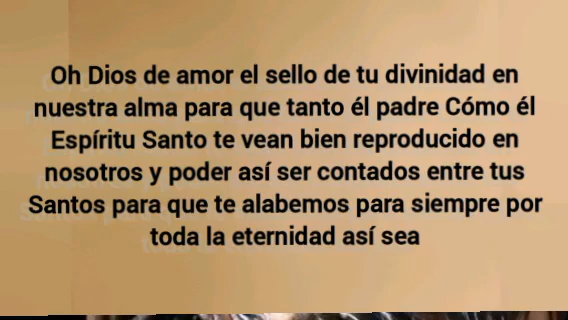 Oh Dios de amor el sello de tu divinidad en
nuestra alma para que tanto él padre Cómo él
Espíritu Santo te vean bien reproducido en
nosotros y poder así ser contados entre tus
Santos para que te alabemos para siempre por
toda la eternidad así sea